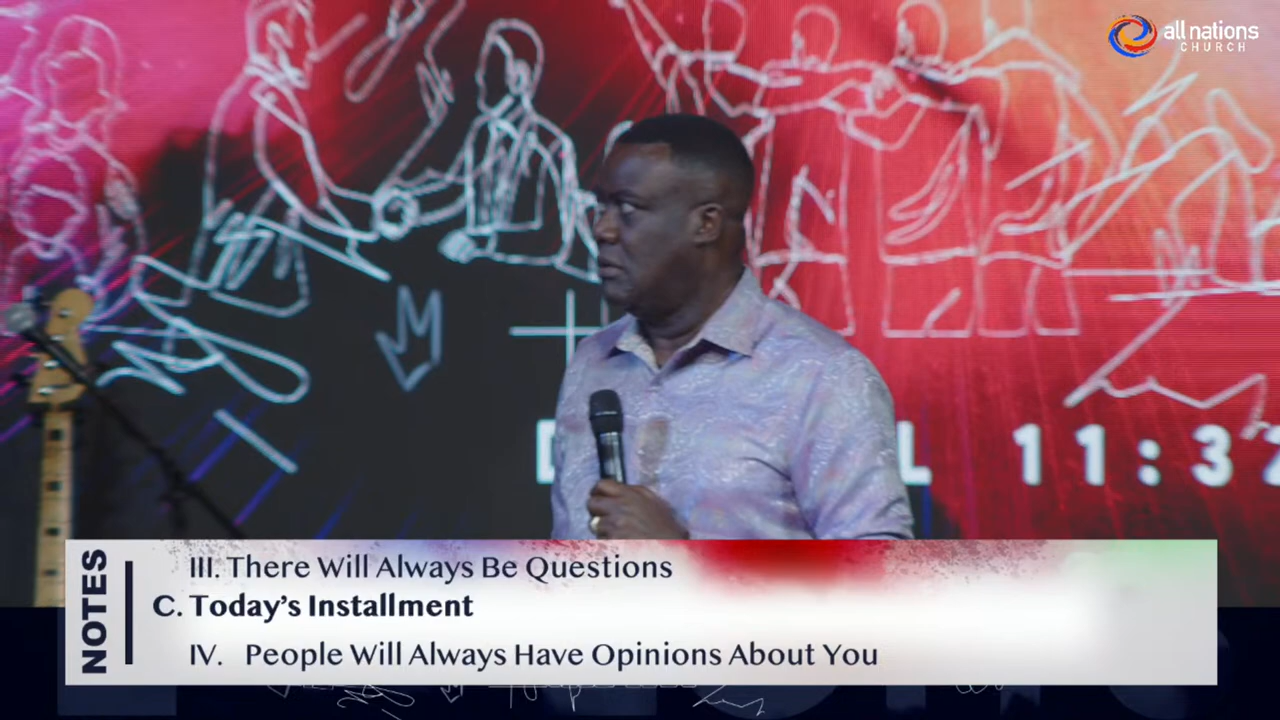 all nations
CHURCH
L 11:32
NOTES
III. There Will Always Be Questions
C. Today's Installment
IV. People Will Always Have Opinions About You